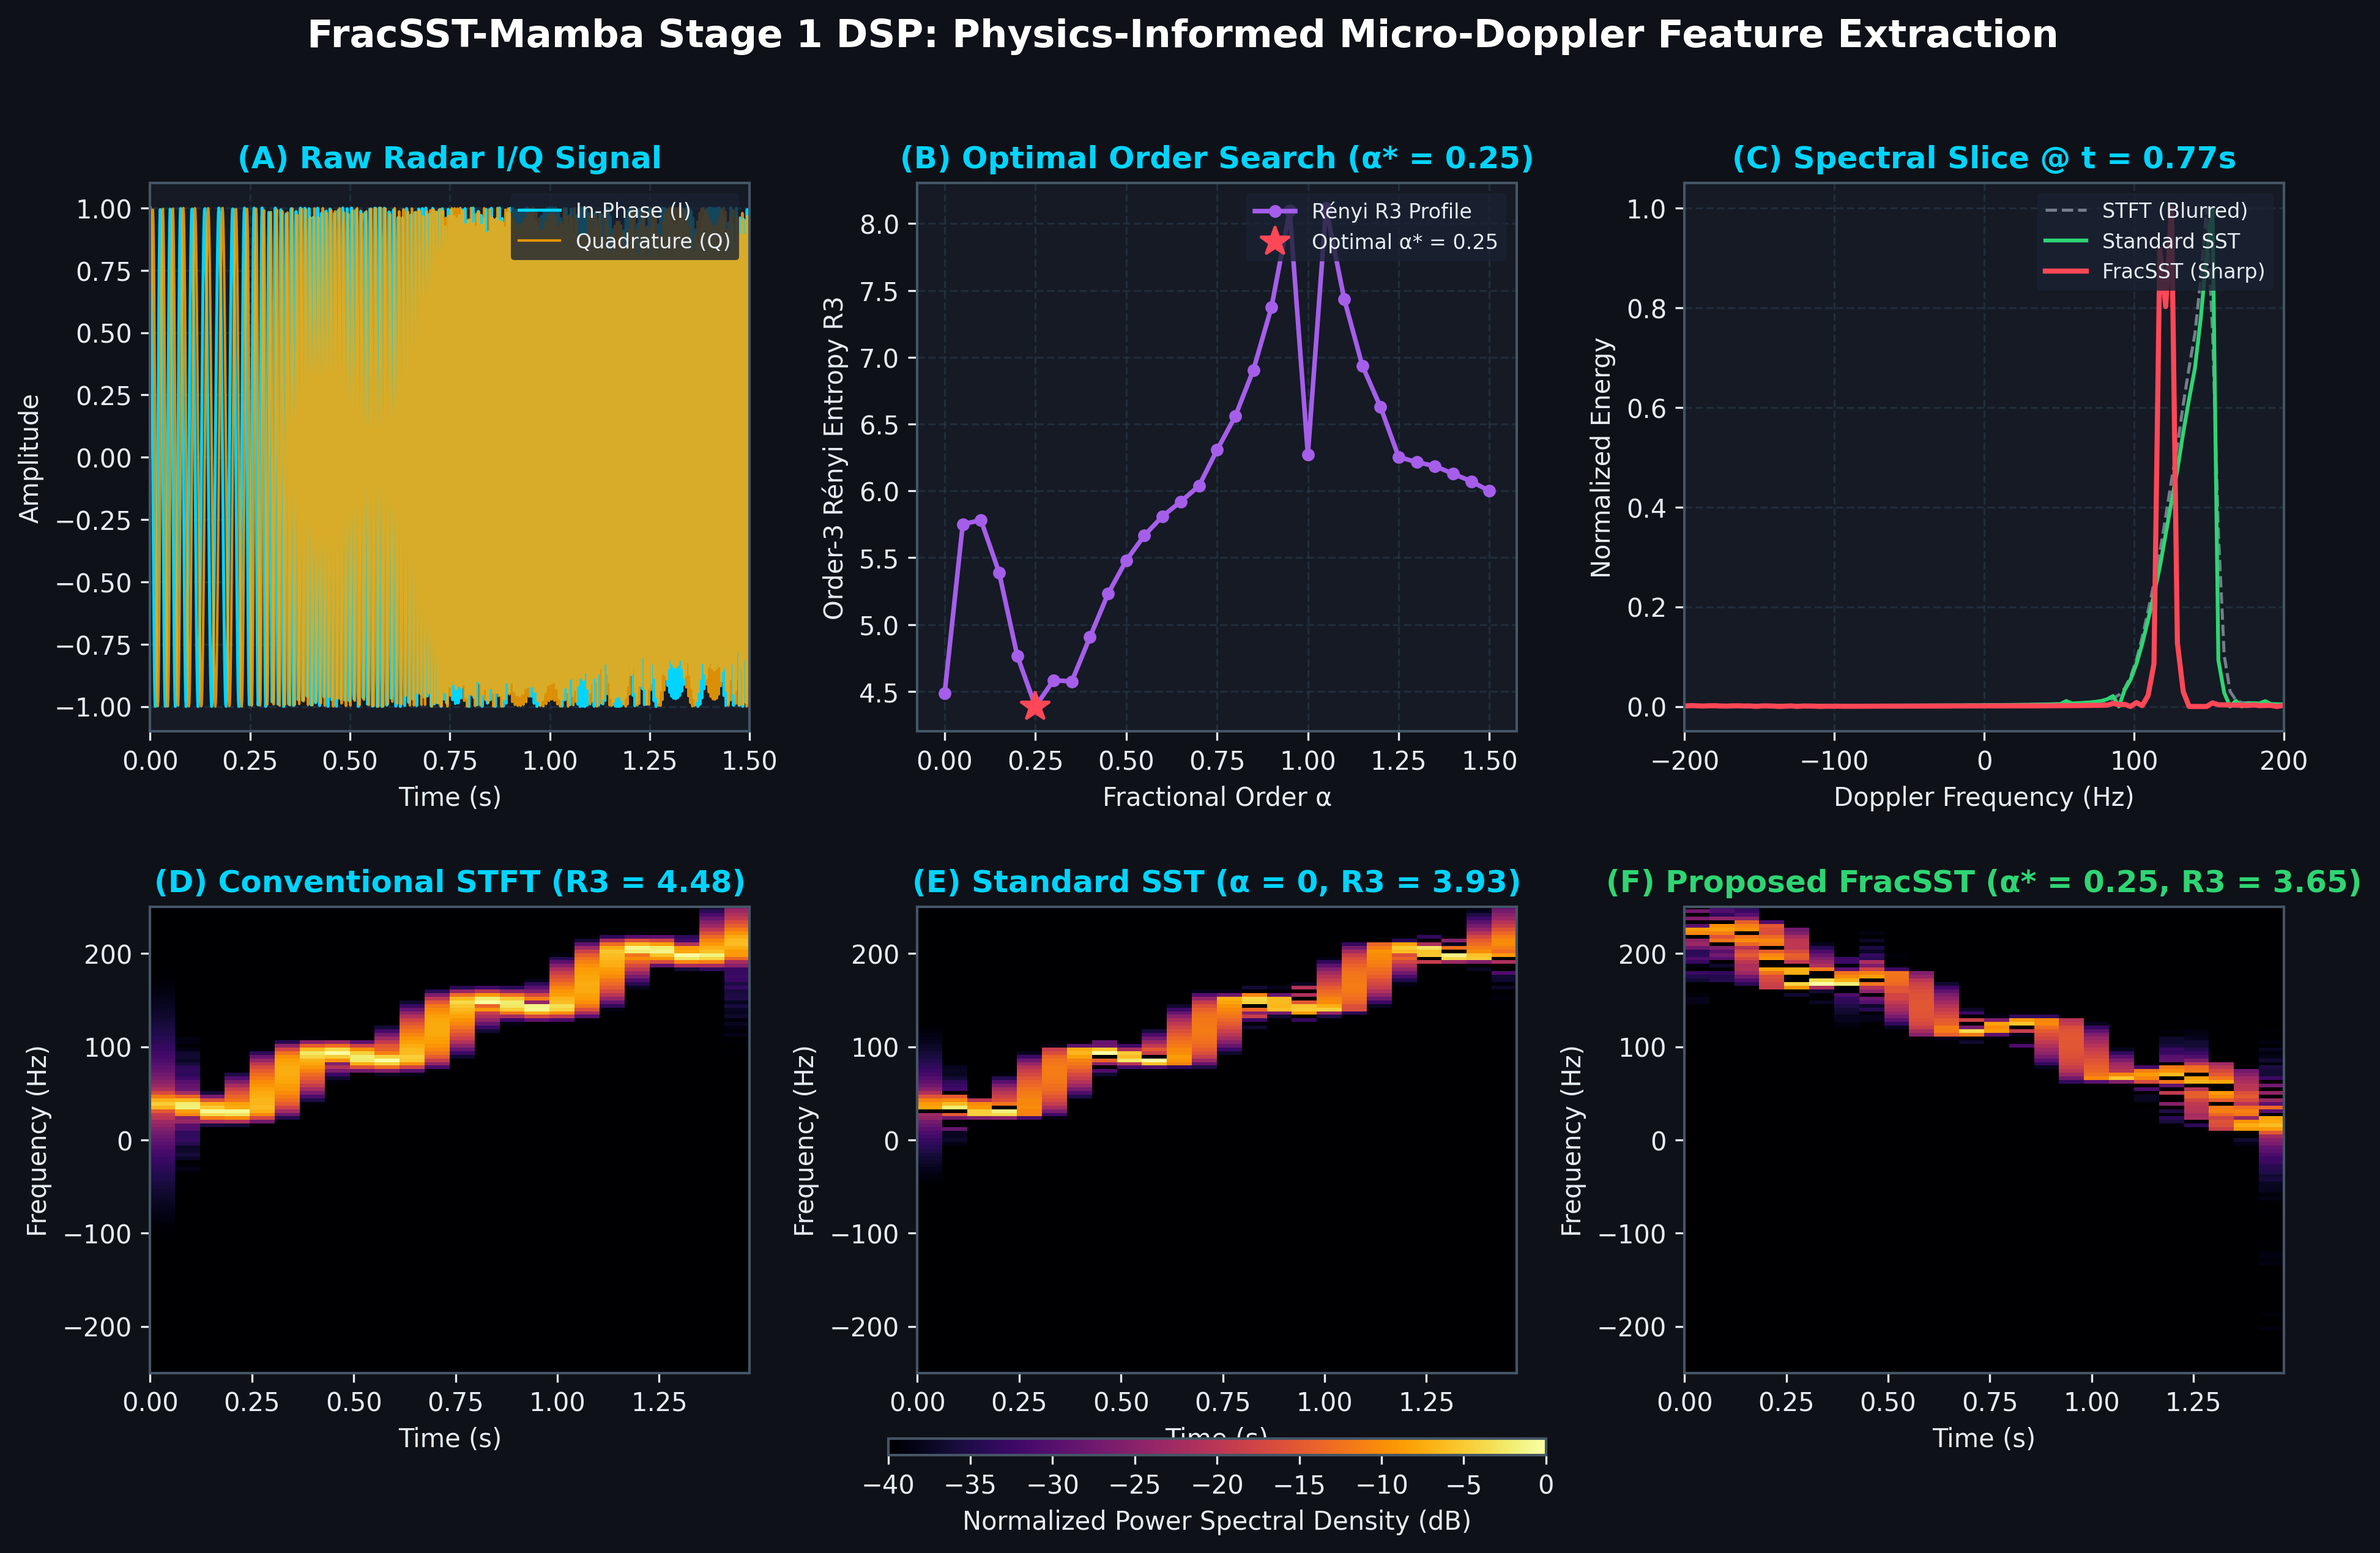 FracSST-Mamba Stage 1 DSP: Physics-Informed Micro-Doppler Feature Extraction
(A) Raw Radar I/Q Signal
In-Phase (I)
Quadrature (Q)
Amplitude
1.00
0.75
0.50
0.25
0.00
−0.25
−0.50
−0.75
−1.00
0.00 0.25 0.50 0.75 1.00 1.25 1.50
Time (s)
(B) Optimal Order Search (α* = 0.25)
Rényi R3 Profile
Optimal α* = 0.25
Order-3 Rényi Entropy R3
8.0
7.5
7.0
6.5
6.0
5.5
5.0
4.5
0.00 0.25 0.50 0.75 1.00 1.25 1.50
Fractional Order α
(C) Spectral Slice @ t = 0.77s
STFT (Blurred)
Standard SST
FracSST (Sharp)
Normalized Energy
1.0
0.8
0.6
0.4
0.2
0.0
−200 −100 0 100 200
Doppler Frequency (Hz)
(D) Conventional STFT (R3 = 4.48)
Frequency (Hz)
200
100
0
−100
−200
0.00 0.25 0.50 0.75 1.00 1.25
Time (s)
(E) Standard SST (α = 0, R3 = 3.93)
Frequency (Hz)
200
100
0
−100
−200
0.00 0.25 0.50 0.75 1.00 1.25
Time (s)
(F) Proposed FracSST (α* = 0.25, R3 = 3.65)
Frequency (Hz)
200
100
0
−100
−200
0.00 0.25 0.50 0.75 1.00 1.25
Time (s)
−40 −35 −30 −25 −20 −15 −10 −5 0
Normalized Power Spectral Density (dB)